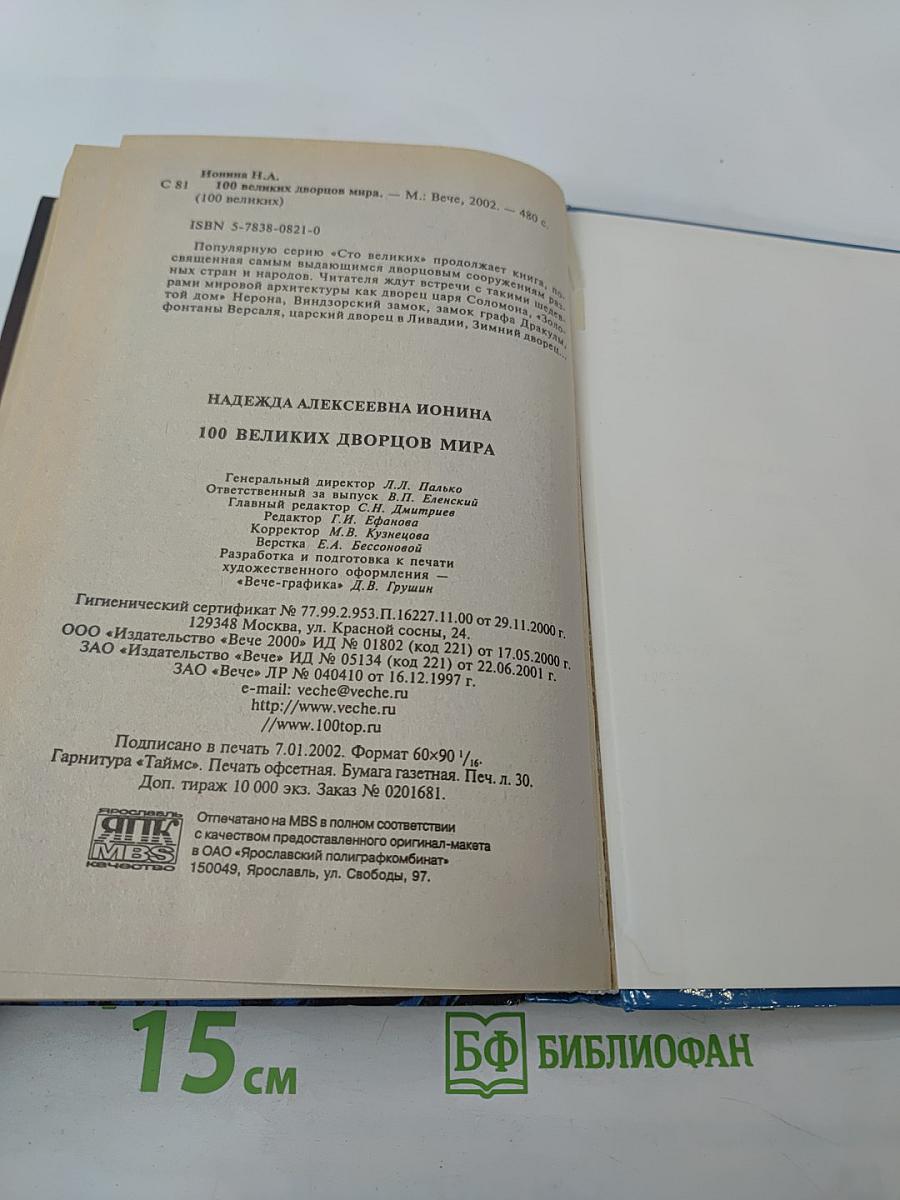 Ионина Н.А.
С 81 100 великих дворцов мира. — М.: Вече, 2002. — 480 с.
(100 великих)
ISBN 5-7838-0821-0
Популярную серию «Сто великих» продолжает книга, по-
священная самым выдающимся дворцовым сооружениям раз-
ных стран и народов. Читателя ждут встречи с такими шедев-
рами мировой архитектуры как дворец царя Соломона, «Золо-
той дом» Нерона, Виндзорский замок, замок графа Дракулы,
фонтаны Версаля, царский дворец в Ливадии, Зимний дворец...
НАДЕЖДА АЛЕКСЕЕВНА ИОНИНА
100 ВЕЛИКИХ ДВОРЦОВ МИРА
Генеральный директор Л.Л. Палько
Ответственный за выпуск В.П. Еленский
Главный редактор С.Н. Дмитриев
Редактор Г.И. Ефанова
Корректор М.В. Кузнецова
Верстка Е.А. Бессоновой
Разработка и подготовка к печати
художественного оформления —
«Вече-графика» Д.В. Грушин
Гигиенический сертификат № 77.99.2.953.П.16227.11.00 от 29.11.2000 г.
129348 Москва, ул. Красной сосны, 24.
ООО «Издательство «Вече 2000» ИД № 01802 (код 221) от 17.05.2000 г.
ЗАО «Издательство «Вече» ИД № 05134 (код 221) от 22.06.2001 г.
ЗАО «Вече» ЛР № 040410 от 16.12.1997 г.
e-mail: veche@veche.ru
http://www.veche.ru
//www.100top.ru
Подписано в печать 7.01.2002. Формат 60×90 1/16.
Гарнитура «Таймс». Печать офсетная. Бумага газетная. Печ. л. 30.
Доп. тираж 10 000 экз. Заказ № 0201681.
ЯРОСЛАВЛЬ
ЯПК
MBS
КАЧЕСТВО
Отпечатано на MBS в полном соответствии
с качеством предоставленного оригинал-макета
в ОАО «Ярославский полиграфкомбинат»
150049, Ярославль, ул. Свободы, 97.
15 см
БФ БИБЛИОФАН